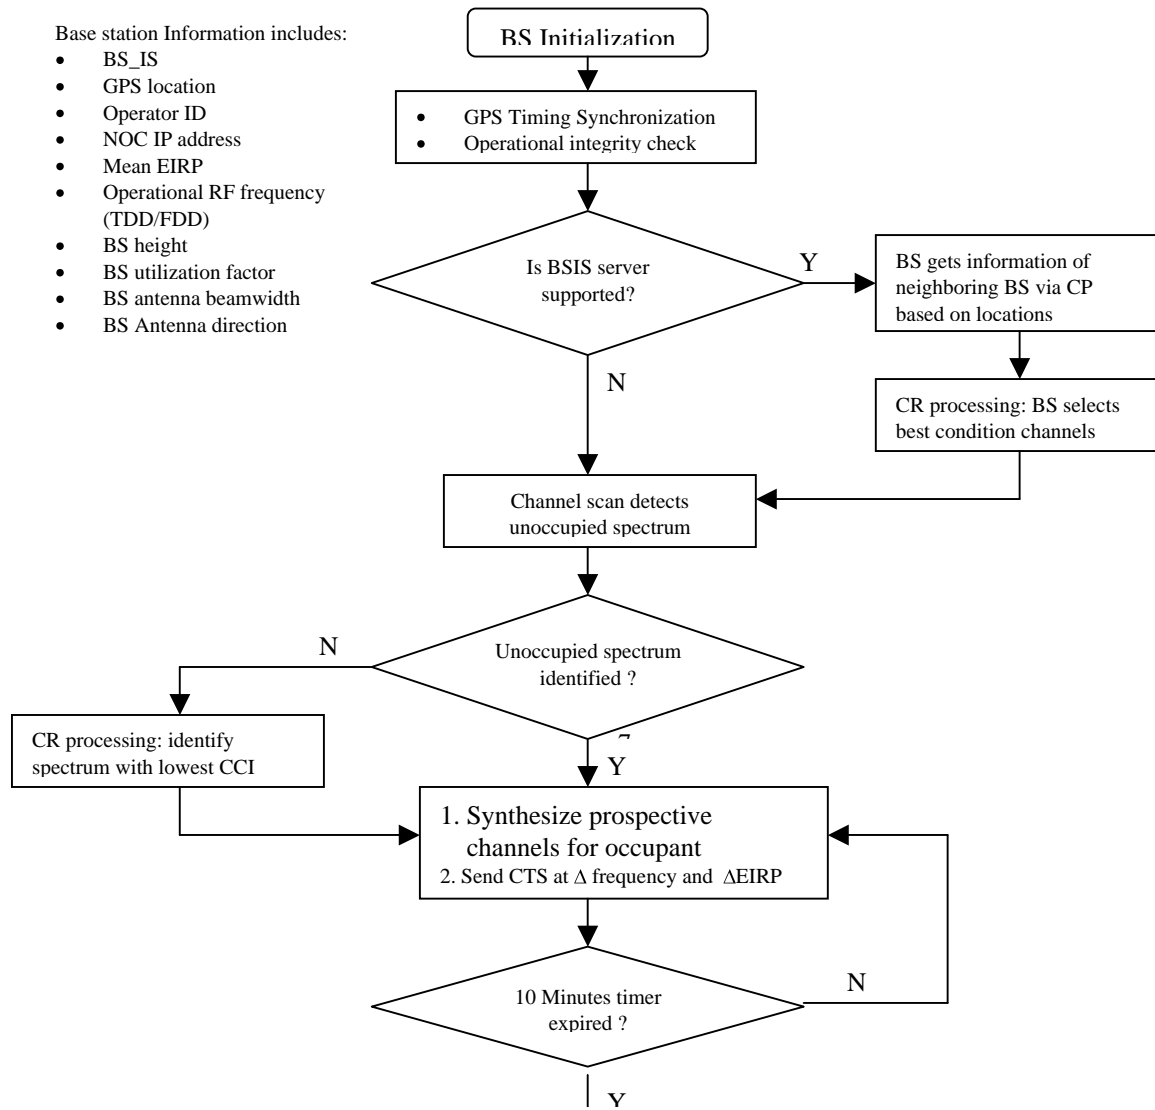 Base station Information includes:
• BS_IS
• GPS location
• Operator ID
• NOC IP address
• Mean EIRP
• Operational RF frequency
(TDD/FDD)
• BS height
• BS utilization factor
• BS antenna beamwidth
• BS Antenna direction
BS Initialization
• GPS Timing Synchronization
• Operational integrity check
Is BSIS server
supported?
Y
BS gets information of
neighboring BS via CP
based on locations
N
CR processing: BS selects
best condition channels
Channel scan detects
unoccupied spectrum
Unoccupied spectrum
identified ?
N
CR processing: identify
spectrum with lowest CCI
Y
1. Synthesize prospective
channels for occupant
2. Send CTS at Δ frequency and ΔEIRP
10 Minutes timer
expired ?
N
Y